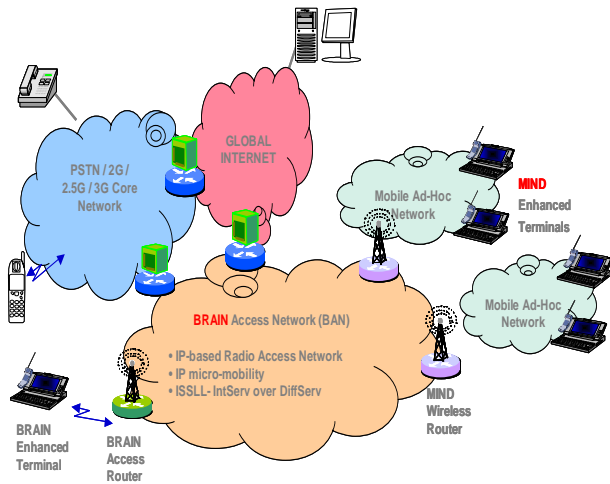 GLOBAL
INTERNET
PSTN / 2G /
2.5G / 3G Core
Network
Mobile Ad-Hoc
Network
MIND
Enhanced
Terminals
Mobile Ad-Hoc
Network
BRAIN Access Network (BAN)
• IP-based Radio Access Network
• IP micro-mobility
• ISSLL- IntServ over DiffServ
MIND
Wireless
Router
BRAIN
Enhanced
Terminal
BRAIN
Access
Router